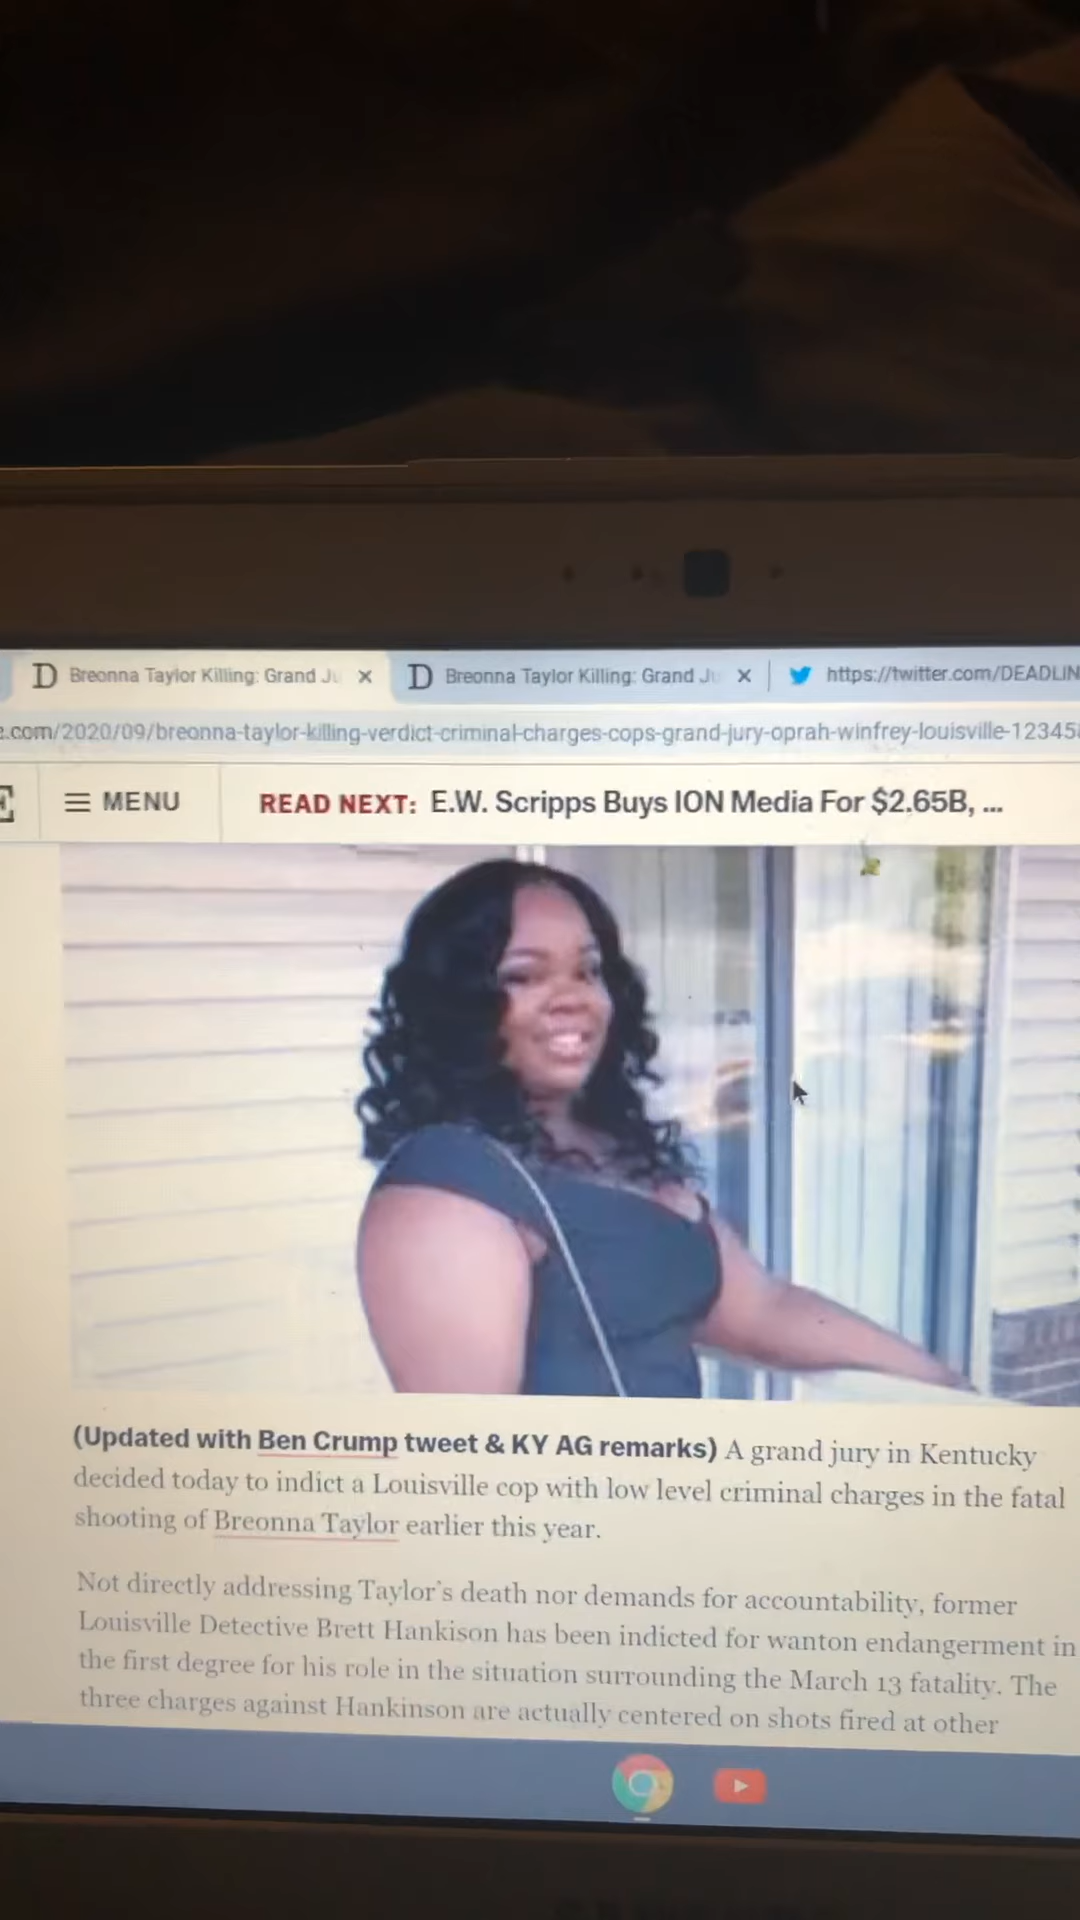 D Breonna Taylor Killing: Grand Ju × D Breonna Taylor Killing: Grand Ju × https://twitter.com/DEADLIN
e.com/2020/09/breonna-taylor-killing-verdict-criminal-charges-cops-grand-jury-oprah-winfrey-louisville-12345
E ☰ MENU READ NEXT: E.W. Scripps Buys ION Media For $2.65B, ...
(Updated with Ben Crump tweet & KY AG remarks) A grand jury in Kentucky
decided today to indict a Louisville cop with low level criminal charges in the fatal
shooting of Breonna Taylor earlier this year.
Not directly addressing Taylor's death nor demands for accountability, former
Louisville Detective Brett Hankison has been indicted for wanton endangerment in
the first degree for his role in the situation surrounding the March 13 fatality. The
three charges against Hankinson are actually centered on shots fired at other